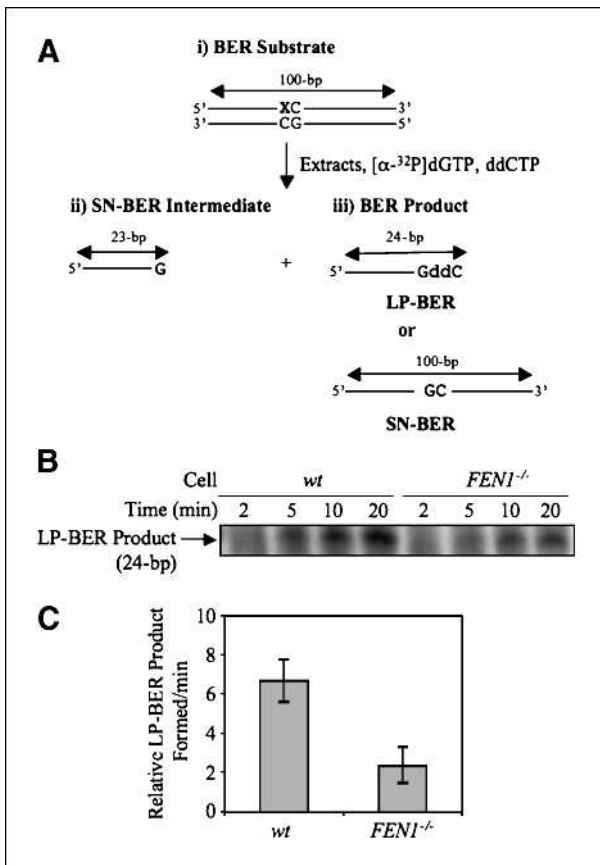 A
i) BER Substrate
100-bp
5’ XC 3’
3’ CG 5’
Extracts, [α-³²P]dGTP, ddCTP
ii) SN-BER Intermediate
iii) BER Product
23-bp
24-bp
5’ G
+
5’ GddC
LP-BER
or
100-bp
5’ GC 3’
SN-BER
B
Cell wt FEN1⁻/⁻
Time (min) 2 5 10 20 2 5 10 20
LP-BER Product
(24-bp)
C
Relative LP-BER Product
Formed/min
10
8
6
4
2
0
wt FEN1⁻/⁻